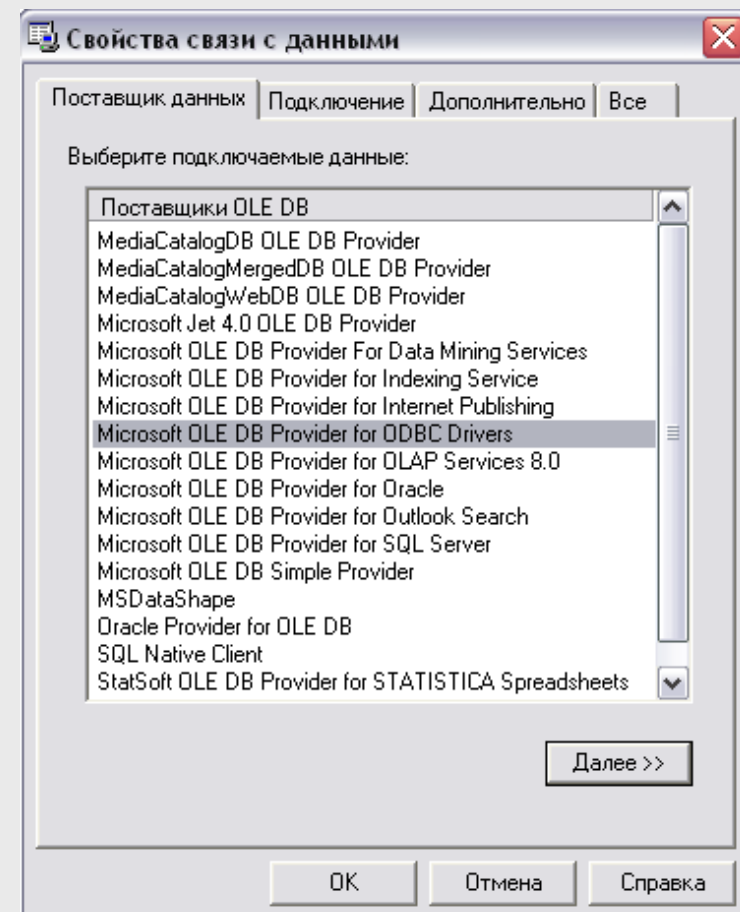 Свойства связи с данными
Поставщик данных Подключение Дополнительно Все
Выберите подключаемые данные:
Поставщики OLE DB
MediaCatalogDB OLE DB Provider
MediaCatalogMergedDB OLE DB Provider
MediaCatalogWebDB OLE DB Provider
Microsoft Jet 4.0 OLE DB Provider
Microsoft OLE DB Provider For Data Mining Services
Microsoft OLE DB Provider for Indexing Service
Microsoft OLE DB Provider for Internet Publishing
Microsoft OLE DB Provider for ODBC Drivers
Microsoft OLE DB Provider for OLAP Services 8.0
Microsoft OLE DB Provider for Oracle
Microsoft OLE DB Provider for Outlook Search
Microsoft OLE DB Provider for SQL Server
Microsoft OLE DB Simple Provider
MSDataShape
Oracle Provider for OLE DB
SQL Native Client
StatSoft OLE DB Provider for STATISTICA Spreadsheets
Далее >>
ОК Отмена Справка